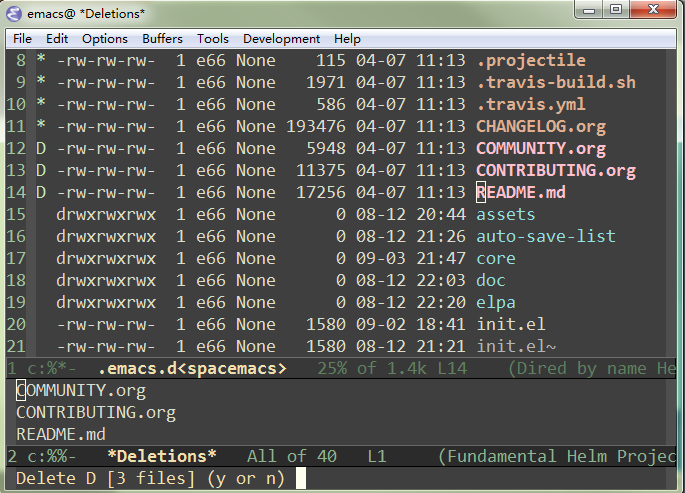 emacs@ *Deletions*
File Edit Options Buffers Tools Development Help
8 * -rw-rw-rw- 1 e66 None 115 04-07 11:13 .projectile
9 * -rw-rw-rw- 1 e66 None 1971 04-07 11:13 .travis-build.sh
10 * -rw-rw-rw- 1 e66 None 586 04-07 11:13 .travis.yml
11 * -rw-rw-rw- 1 e66 None 193476 04-07 11:13 CHANGELOG.org
12 D -rw-rw-rw- 1 e66 None 5948 04-07 11:13 COMMUNITY.org
13 D -rw-rw-rw- 1 e66 None 11375 04-07 11:13 CONTRIBUTING.org
14 D -rw-rw-rw- 1 e66 None 17256 04-07 11:13 README.md
15 drwxrwxrwx 1 e66 None 0 08-12 20:44 assets
16 drwxrwxrwx 1 e66 None 0 08-12 21:26 auto-save-list
17 drwxrwxrwx 1 e66 None 0 09-03 21:47 core
18 drwxrwxrwx 1 e66 None 0 08-12 22:03 doc
19 drwxrwxrwx 1 e66 None 0 08-12 22:20 elpa
20 -rw-rw-rw- 1 e66 None 1580 09-02 18:41 init.el
21 -rw-rw-rw- 1 e66 None 1580 08-12 21:21 init.el~
1 c:%*- .emacs.d<spacemacs> 25% of 1.4k L14 (Dired by name He
COMMUNITY.org
CONTRIBUTING.org
README.md
2 c:%%- *Deletions* All of 40 L1 (Fundamental Helm Projec
Delete D [3 files] (y or n)